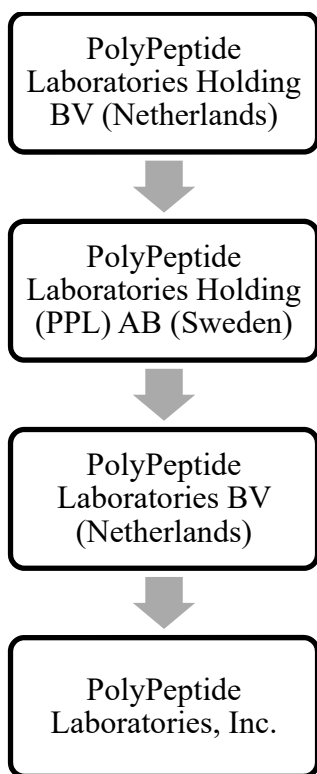 PolyPeptide
Laboratories Holding
BV (Netherlands)
PolyPeptide
Laboratories Holding
(PPL) AB (Sweden)
PolyPeptide
Laboratories BV
(Netherlands)
PolyPeptide
Laboratories, Inc.